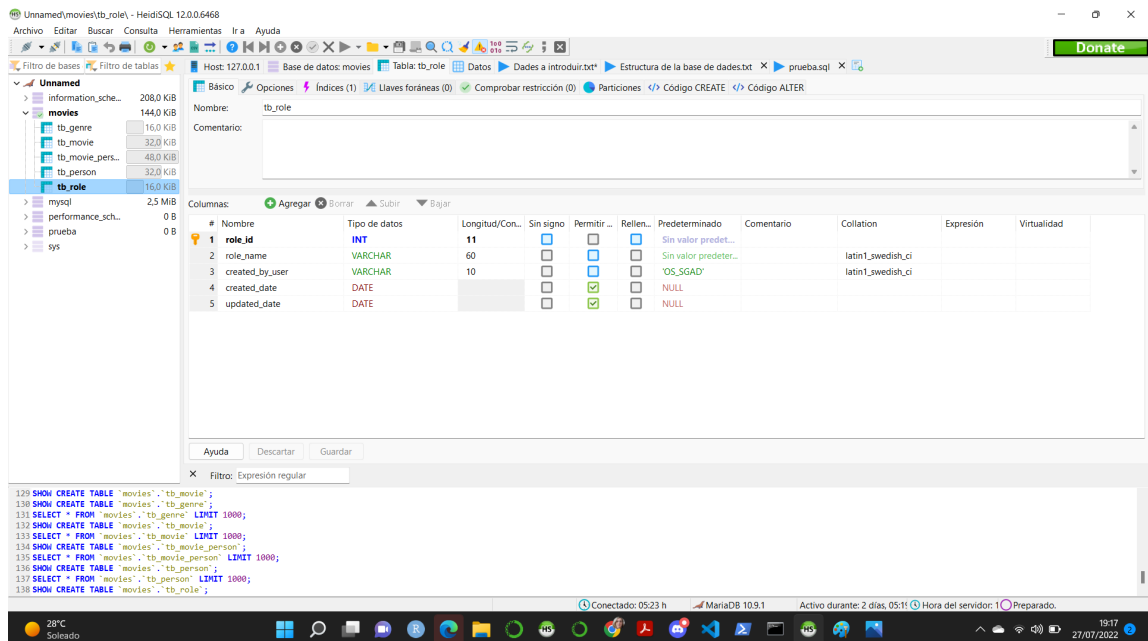 Unnamed\movies\tb_role\ - HeidiSQL 12.0.0.6468
Archivo Editar Buscar Consulta Herramientas Ir a Ayuda
Donate
Filtro de bases Filtro de tablas Host: 127.0.0.1 Base de datos: movies Tabla: tb_role Datos Dades a introduir.txt* Estructura de la base de dades.txt prueba.sql
Unnamed
information_sche... 208,0 KiB
movies 144,0 KiB
tb_genre 16,0 KiB
tb_movie 32,0 KiB
tb_movie_pers... 48,0 KiB
tb_person 32,0 KiB
tb_role 16,0 KiB
mysql 2,5 MiB
performance_sch... 0 B
prueba 0 B
sys
Básico Opciones Índices (1) Llaves foráneas (0) Comprobar restricción (0) Particiones Código CREATE Código ALTER
Nombre: tb_role
Comentario:
Columnas: Agregar Borrar Subir Bajar
# Nombre Tipo de datos Longitud/Con... Sin signo Permitir ... Rellen... Predeterminado Comentario Collation Expresión Virtualidad
1 role_id INT 11 Sin valor predet...
2 role_name VARCHAR 60 Sin valor predeter... latin1_swedish_ci
3 created_by_user VARCHAR 10 'OS_SGAD' latin1_swedish_ci
4 created_date DATE NULL
5 updated_date DATE NULL
Ayuda Descartar Guardar
Filtro: Expresión regular
129 SHOW CREATE TABLE `movies`.`tb_movie`;
130 SHOW CREATE TABLE `movies`.`tb_genre`;
131 SELECT * FROM `movies`.`tb_genre` LIMIT 1000;
132 SHOW CREATE TABLE `movies`.`tb_movie`;
133 SELECT * FROM `movies`.`tb_movie` LIMIT 1000;
134 SHOW CREATE TABLE `movies`.`tb_movie_person`;
135 SELECT * FROM `movies`.`tb_movie_person` LIMIT 1000;
136 SHOW CREATE TABLE `movies`.`tb_person`;
137 SELECT * FROM `movies`.`tb_person` LIMIT 1000;
138 SHOW CREATE TABLE `movies`.`tb_role`;
Conectado: 05:23 h MariaDB 10.9.1 Activo durante: 2 días, 05:1 Hora del servidor: 1 Preparado.
28°C
Soleado
19:17
27/07/2022